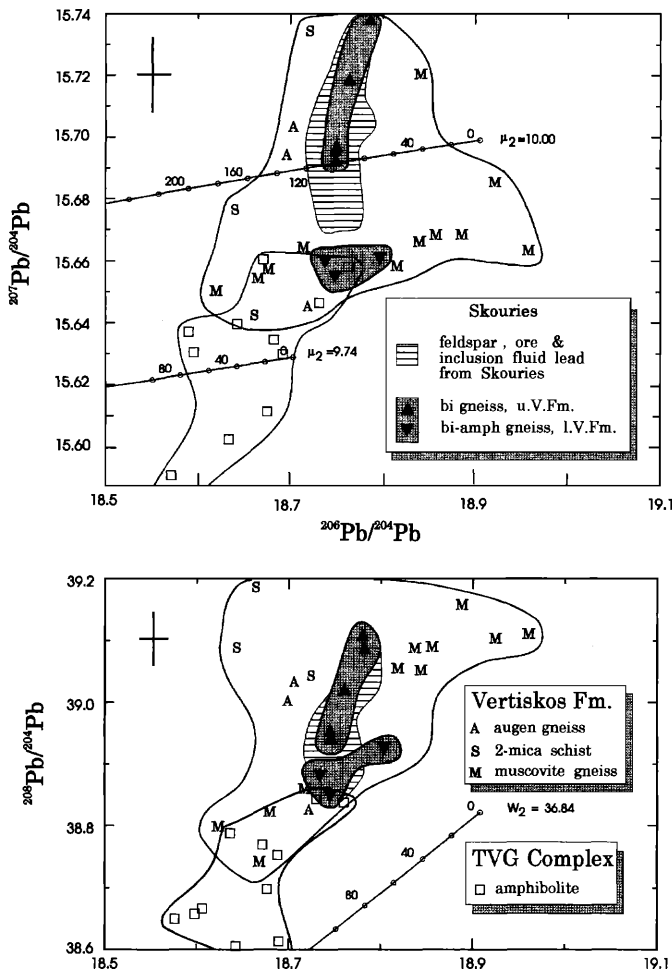 15.74
15.72
15.70
15.68
15.66
15.64
15.62
15.60
²⁰⁷Pb/²⁰⁴Pb
S
M
A
A
0
40
μ₂=10.00
120
160
200
S
M
M
M
M
M
M
M
M
M
M
M
A
S
0
μ₂=9.74
40
80
Skouries
feldspar, ore &
inclusion fluid lead
from Skouries
bi gneiss, u.V.Fm.
bi-amph gneiss, l.V.Fm.
18.5
18.7
18.9
19.1
²⁰⁶Pb/²⁰⁴Pb
39.2
39.0
38.8
38.6
²⁰⁸Pb/²⁰⁴Pb
S
M
S
M
M
M
M
A
S
M
M
A
M
A
M
M
M
0
W₂ = 36.84
40
80
Vertiskos Fm.
A augen gneiss
S 2-mica schist
M muscovite gneiss
TVG Complex
amphibolite
18.5
18.7
18.9
19.1